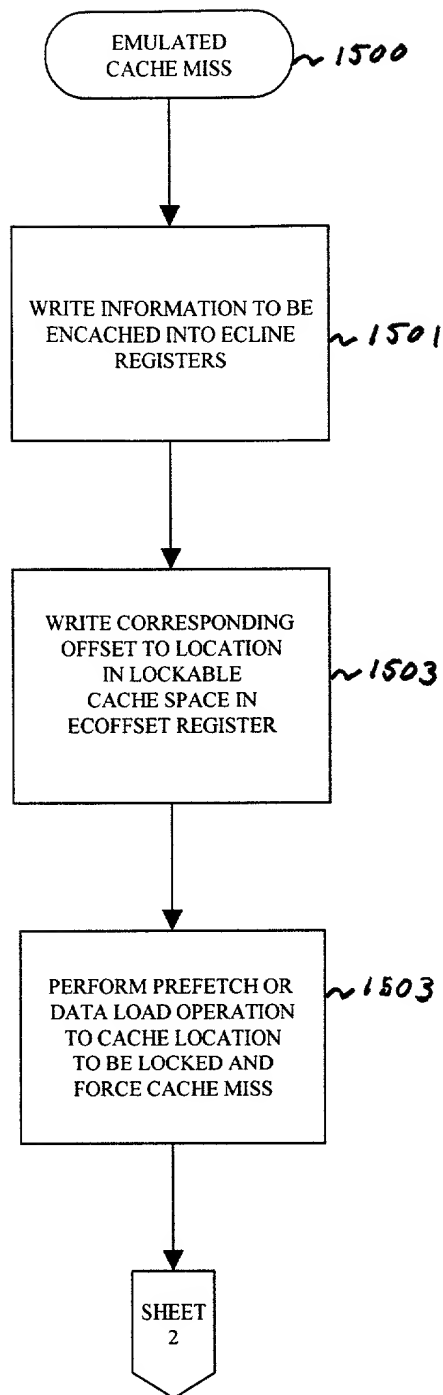 EMULATED
CACHE MISS
~ 1500
WRITE INFORMATION TO BE
ENCACHED INTO ECLINE
REGISTERS
~ 1501
WRITE CORRESPONDING
OFFSET TO LOCATION
IN LOCKABLE
CACHE SPACE IN
ECOFFSET REGISTER
~ 1503
PERFORM PREFETCH OR
DATA LOAD OPERATION
TO CACHE LOCATION
TO BE LOCKED AND
FORCE CACHE MISS
~ 1503
SHEET
2